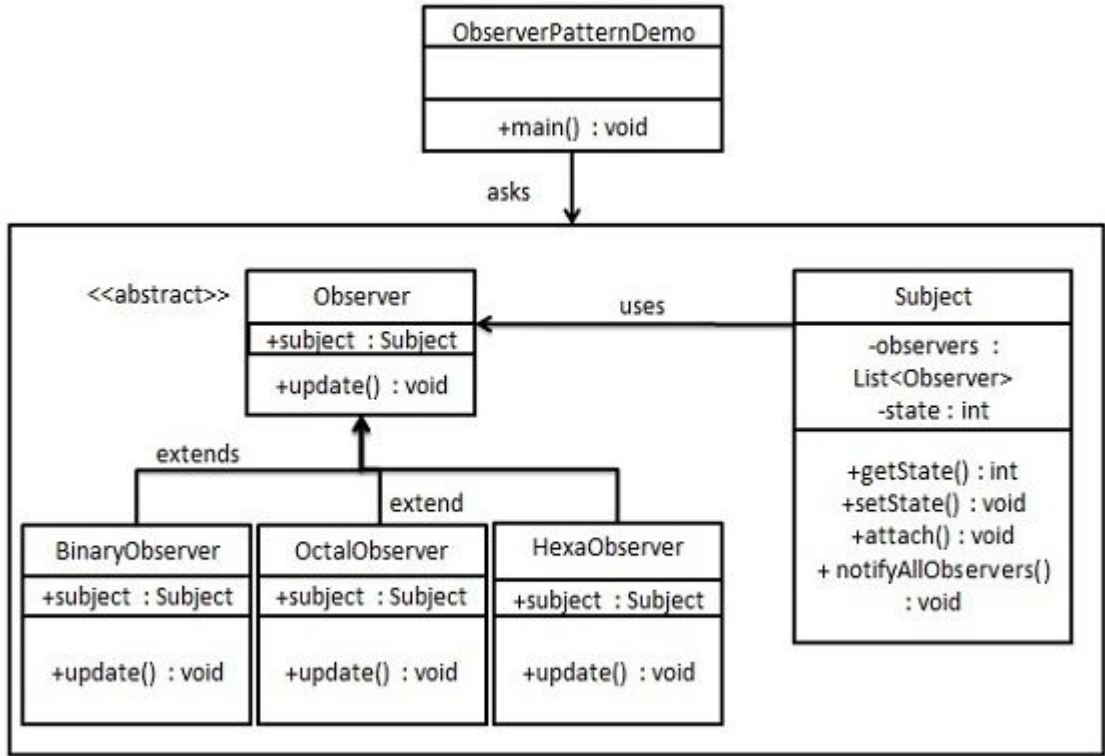 ObserverPatternDemo
+main() : void
asks
<<abstract>>
Observer
+subject : Subject
+update() : void
uses
Subject
-observers :
List<Observer>
-state : int
+getState() : int
+setState() : void
+attach() : void
+ notifyAllObservers()
: void
extends
extend
BinaryObserver
+subject : Subject
+update() : void
OctalObserver
+subject : Subject
+update() : void
HexaObserver
+subject : Subject
+update() : void